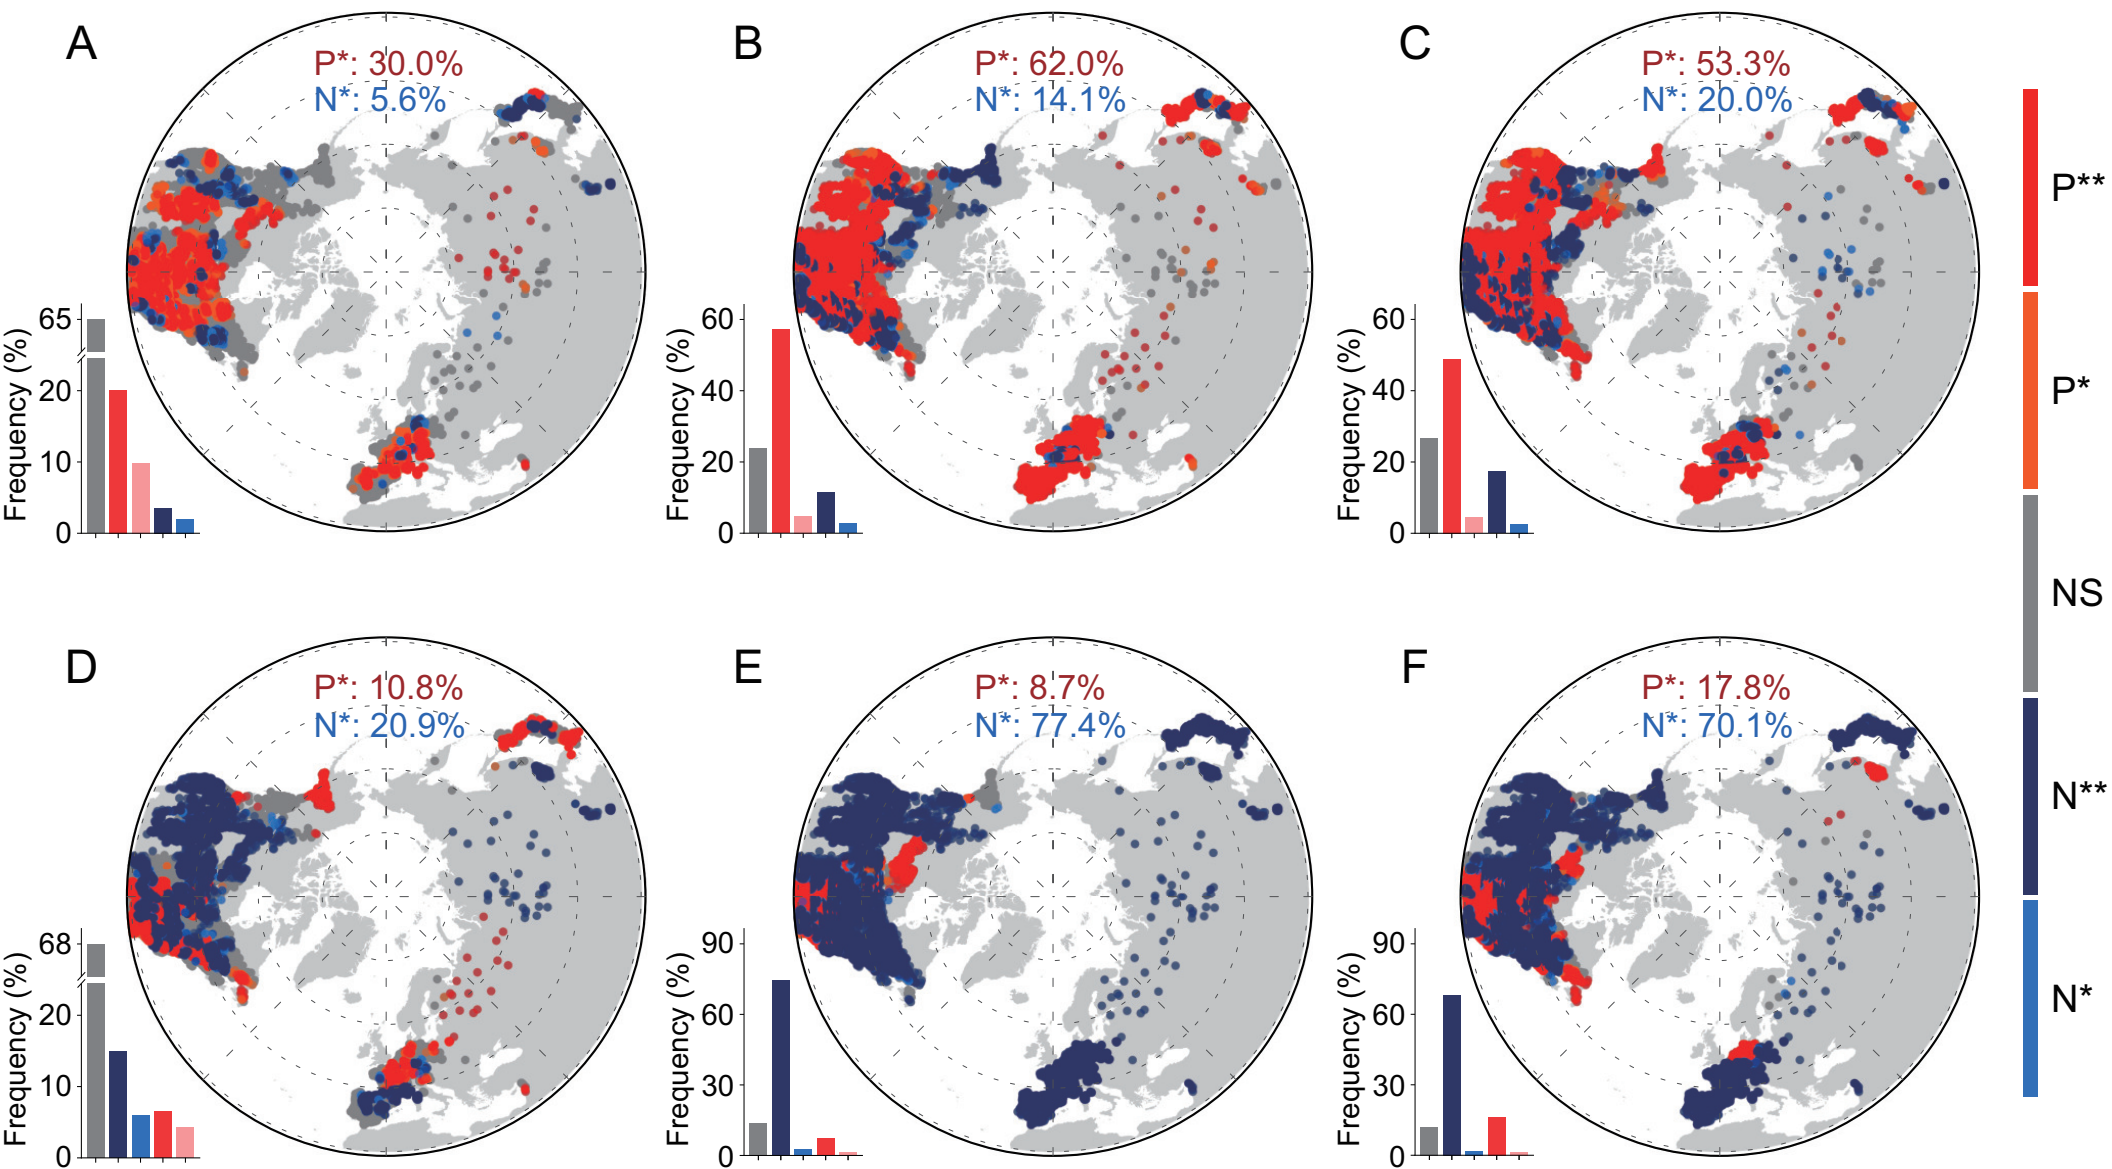 A
P*: 30.0%
N*: 5.6%
Frequency (%)
65
20
10
0
B
P*: 62.0%
N*: 14.1%
Frequency (%)
60
40
20
0
C
P*: 53.3%
N*: 20.0%
Frequency (%)
60
40
20
0
D
P*: 10.8%
N*: 20.9%
Frequency (%)
68
20
10
0
E
P*: 8.7%
N*: 77.4%
Frequency (%)
90
60
30
0
F
P*: 17.8%
N*: 70.1%
Frequency (%)
90
60
30
0
P**
P*
NS
N**
N*